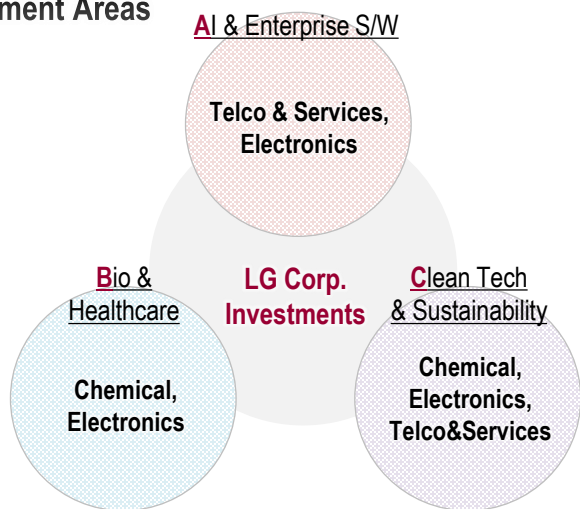 ment Areas
AI & Enterprise S/W
Telco & Services,
Electronics
LG Corp.
Investments
Bio &
Healthcare
Chemical,
Electronics
Clean Tech
& Sustainability
Chemical,
Electronics,
Telco&Services